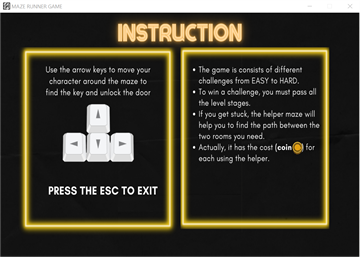 MAZE RUNNER GAME
INSTRUCTION
Use the arrow keys to move your
character around the maze to
find the key and unlock the door
PRESS THE ESC TO EXIT
• The game is consists of different
challenges from EASY to HARD.
• To win a challenge, you must pass all
the level stages.
• If you get stuck, the helper maze will
help you to find the path between the
two rooms you need.
• Actually, it has the cost (coin ) for
each using the helper.